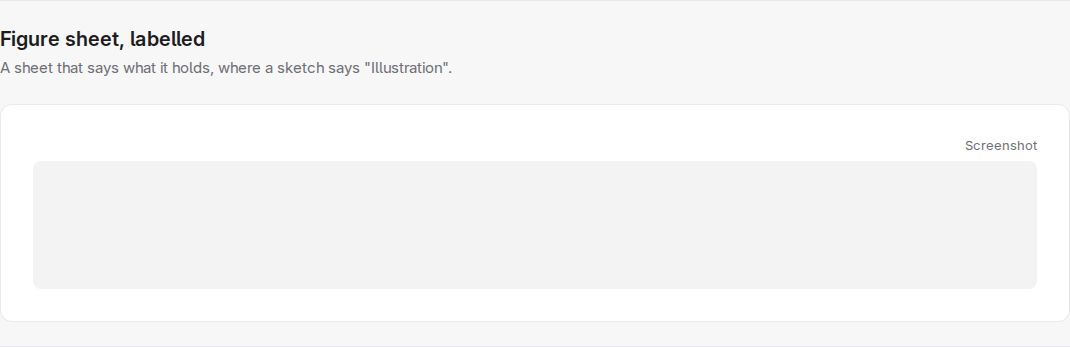 Figure sheet, labelled
A sheet that says what it holds, where a sketch says "Illustration".
Screenshot